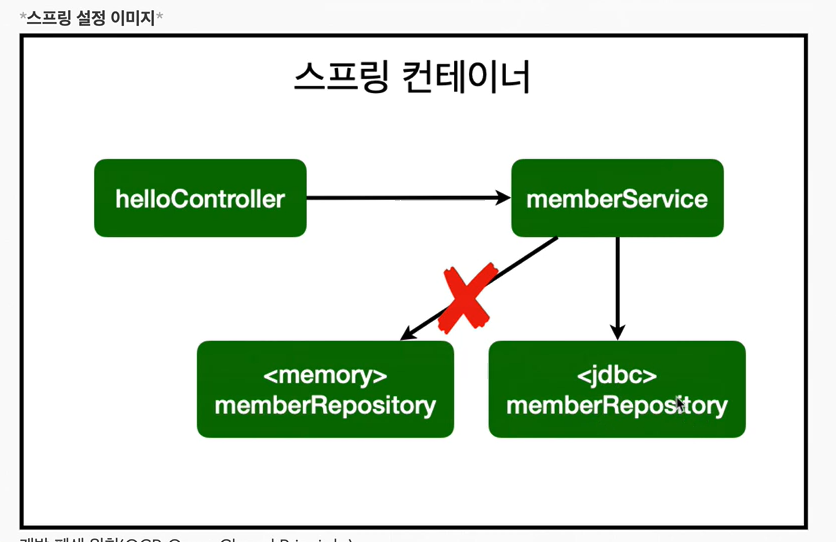 *스프링 설정 이미지*
스프링 컨테이너
helloController
memberService
<memory>
memberRepository
<jdbc>
memberRepository